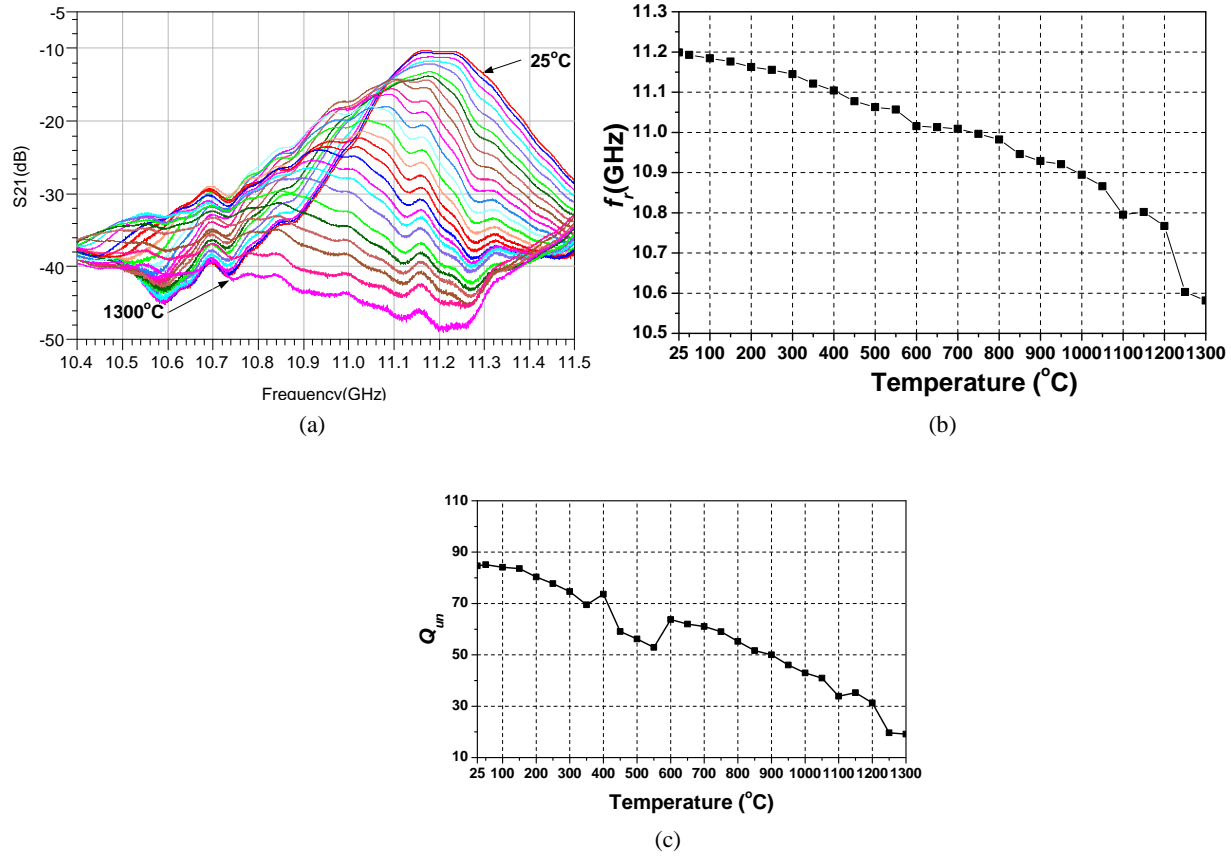 -5
-10
-20
-30
-40
-50
S21 (dB)
25°C
1300°C
10.4 10.5 10.6 10.7 10.8 10.9 11.0 11.1 11.2 11.3 11.4 11.5
Frequency(GHz)
(a)
11.3
11.2
11.1
11.0
10.9
10.8
10.7
10.6
10.5
fr(GHz)
25 100 200 300 400 500 600 700 800 900 1000 1100 1200 1300
Temperature (°C)
(b)
110
90
70
50
30
10
Qun
25 100 200 300 400 500 600 700 800 900 1000 1100 1200 1300
Temperature (°C)
(c)